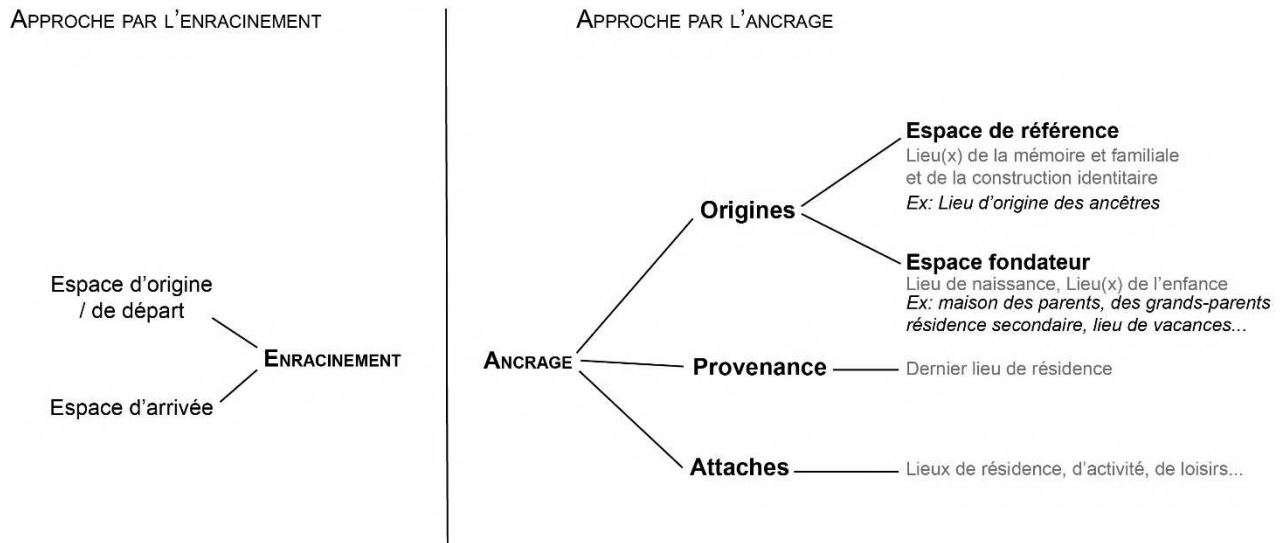 APPROCHE PAR L'ENRACINEMENT
Espace d'origine
/ de départ
ENRACINEMENT
Espace d'arrivée
APPROCHE PAR L'ANCRAGE
ANCRAGE
Origines
Espace de référence
Lieu(x) de la mémoire et familiale
et de la construction identitaire
Ex: Lieu d'origine des ancêtres
Espace fondateur
Lieu de naissance, Lieu(x) de l'enfance
Ex: maison des parents, des grands-parents
résidence secondaire, lieu de vacances...
Provenance
Dernier lieu de résidence
Attaches
Lieux de résidence, d'activité, de loisirs...